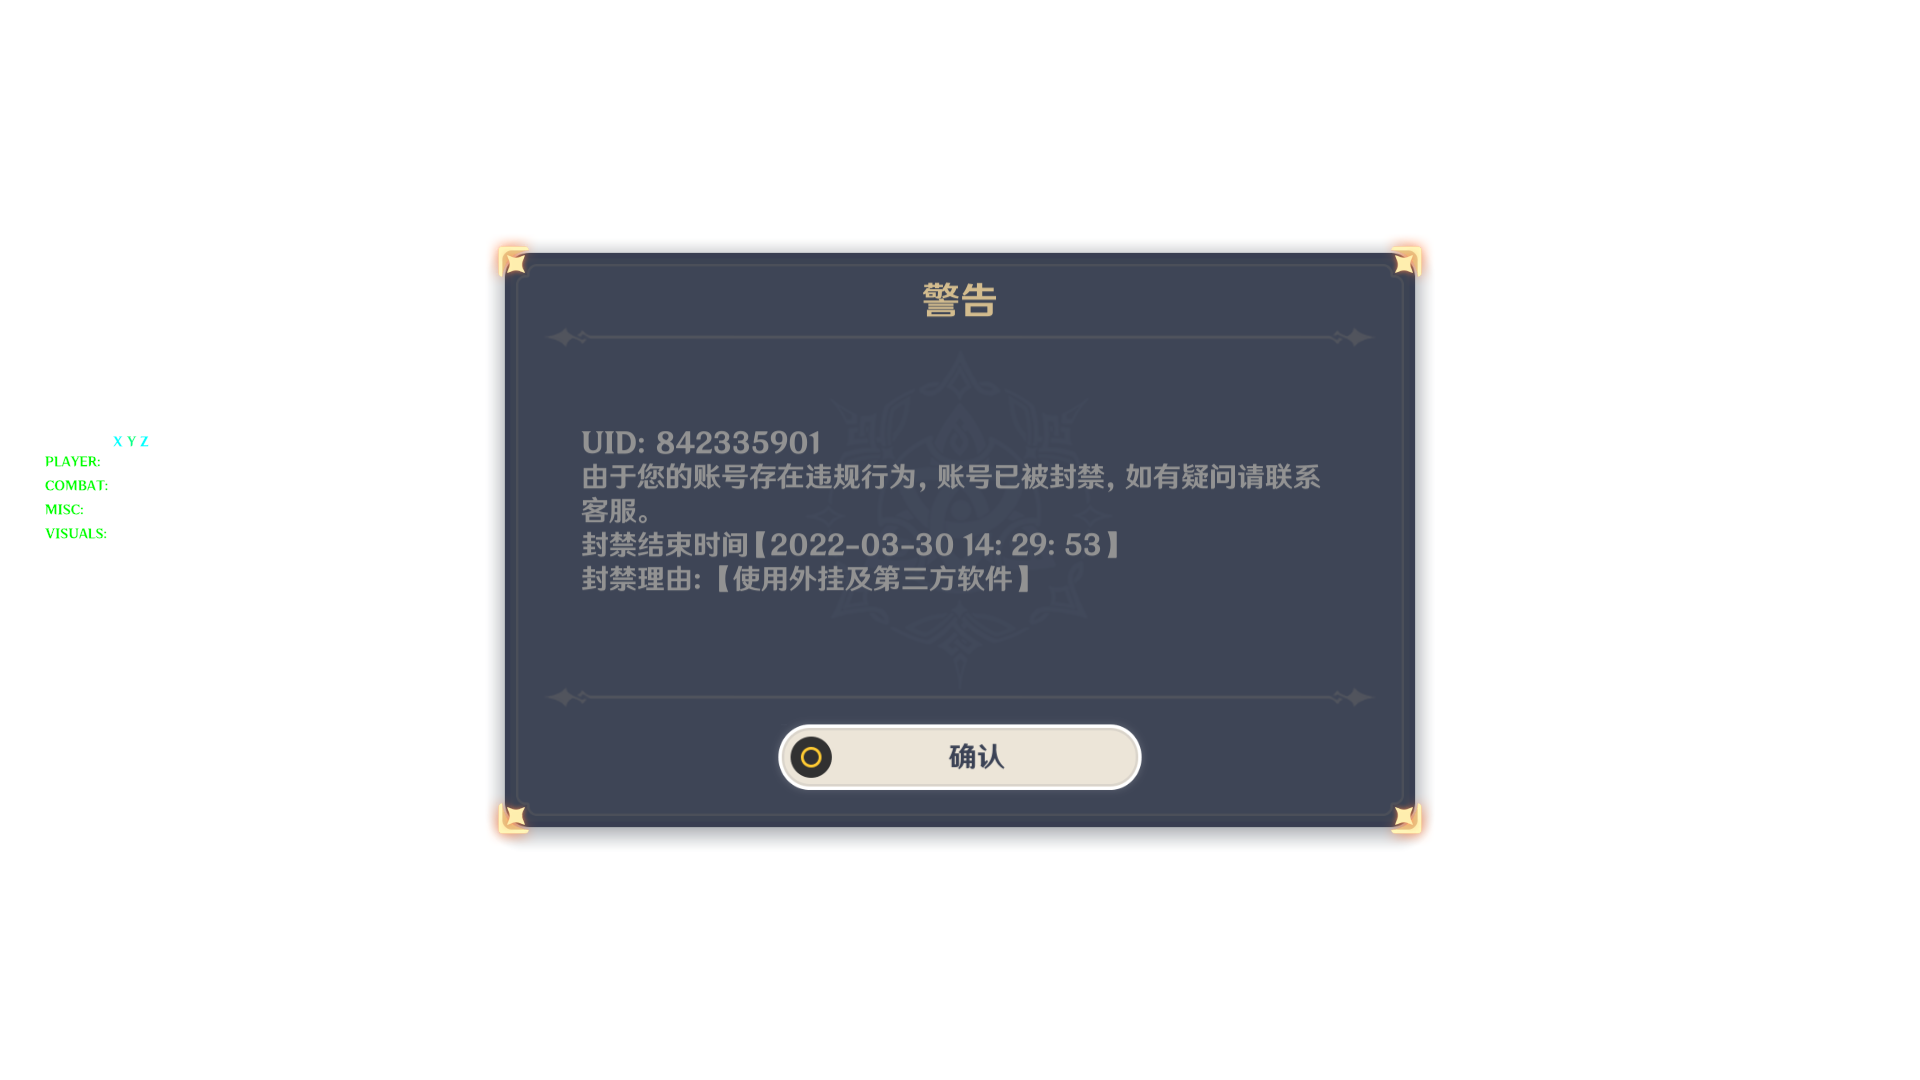 警告
X Y Z
PLAYER:
COMBAT:
MISC:
VISUALS:
UID: 842335901
由于您的账号存在违规行为, 账号已被封禁, 如有疑问请联系
客服。
封禁结束时间【2022-03-30 14: 29: 53】
封禁理由:【使用外挂及第三方软件】
确认